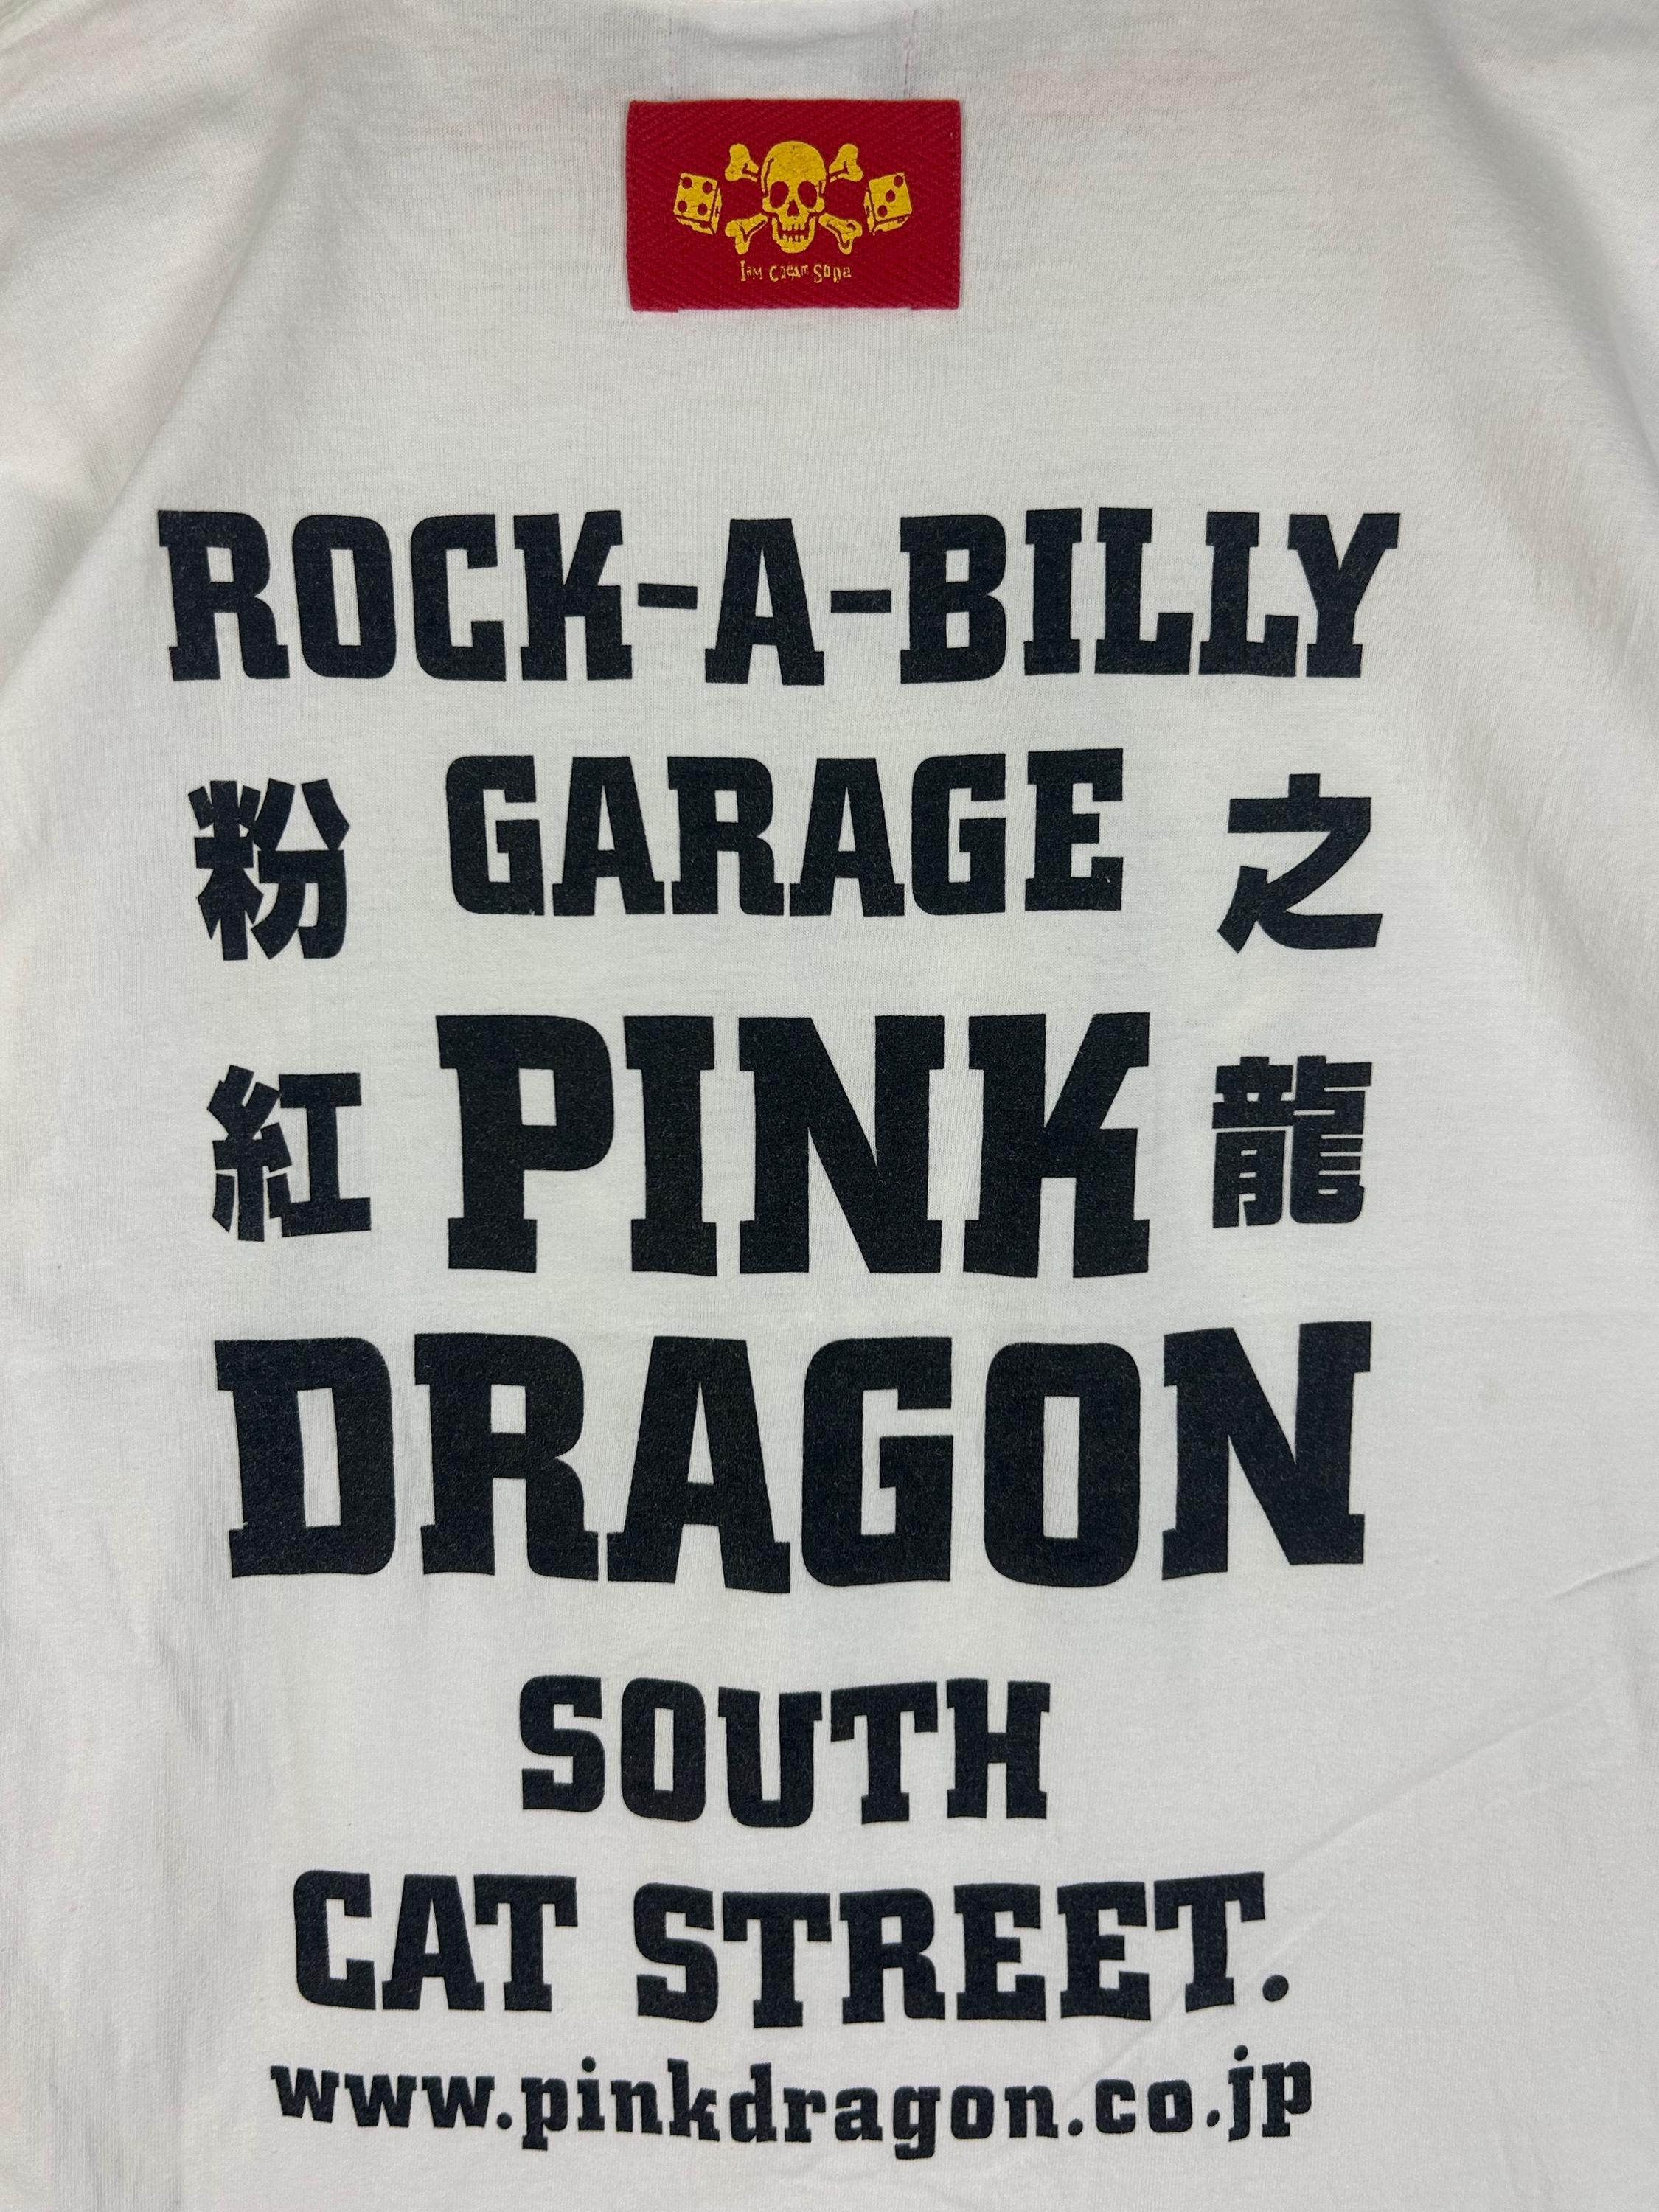 I am Cream Soda
ROCK-A-BILLY
粉 GARAGE 之
紅 PINK 龍
DRAGON
SOUTH
CAT STREET.
www.pinkdragon.co.jp